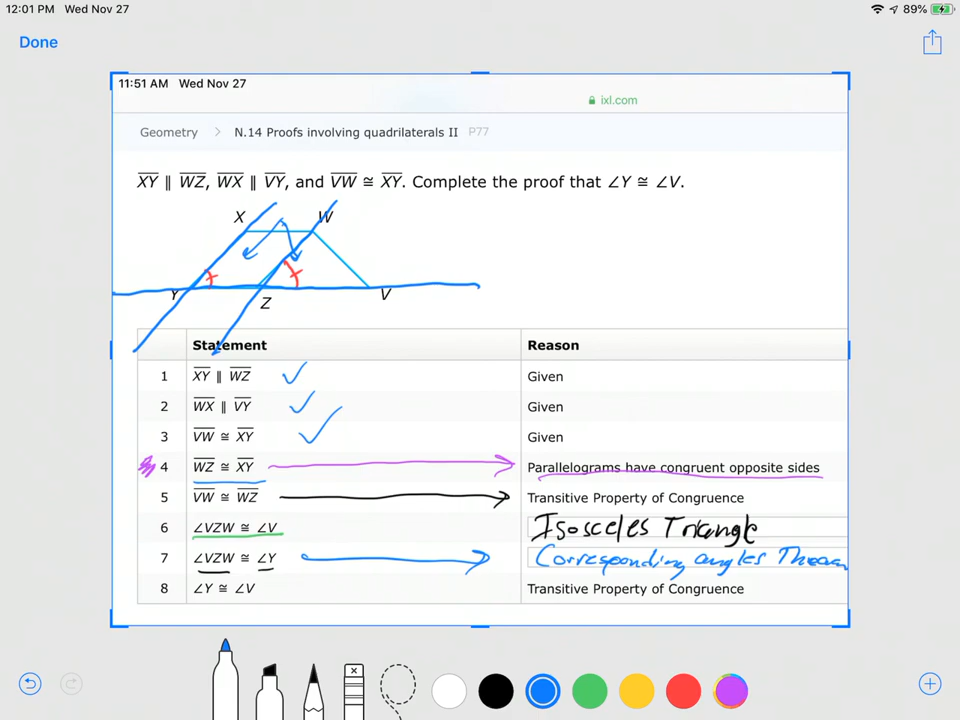 12:01 PM Wed Nov 27 89%
Done
11:51 AM Wed Nov 27
ixl.com
Geometry > N.14 Proofs involving quadrilaterals II P77
XY ∥ WZ, WX ∥ VY, and VW ≅ XY. Complete the proof that ∠Y ≅ ∠V.
X W
Y Z V
Statement Reason
1 XY ∥ WZ Given
2 WX ∥ VY Given
3 VW ≅ XY Given
4 WZ ≅ XY Parallelograms have congruent opposite sides
5 VW ≅ WZ Transitive Property of Congruence
6 ∠VZW ≅ ∠V Isosceles Triangle
7 ∠VZW ≅ ∠Y Corresponding angles
8 ∠Y ≅ ∠V Transitive Property of Congruence